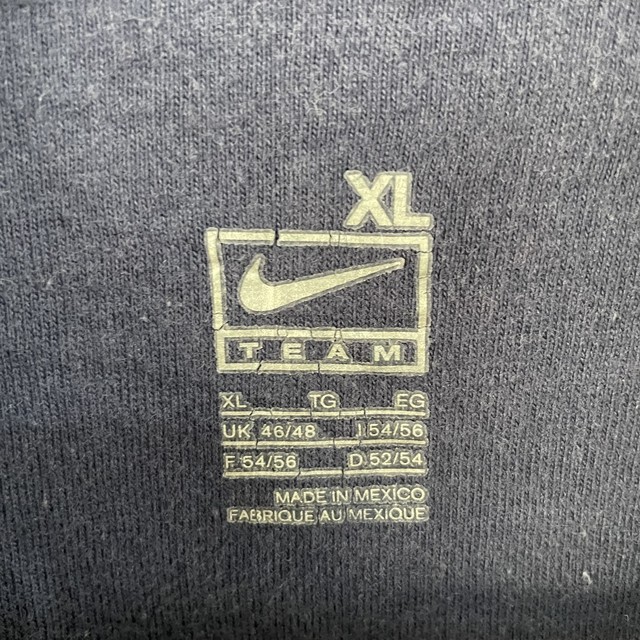 XL
TEAM
XL TG EG
UK 46/48 I 54/56
F 54/56 D 52/54
MADE IN MEXICO
FABRIQUE AU MEXIQUE